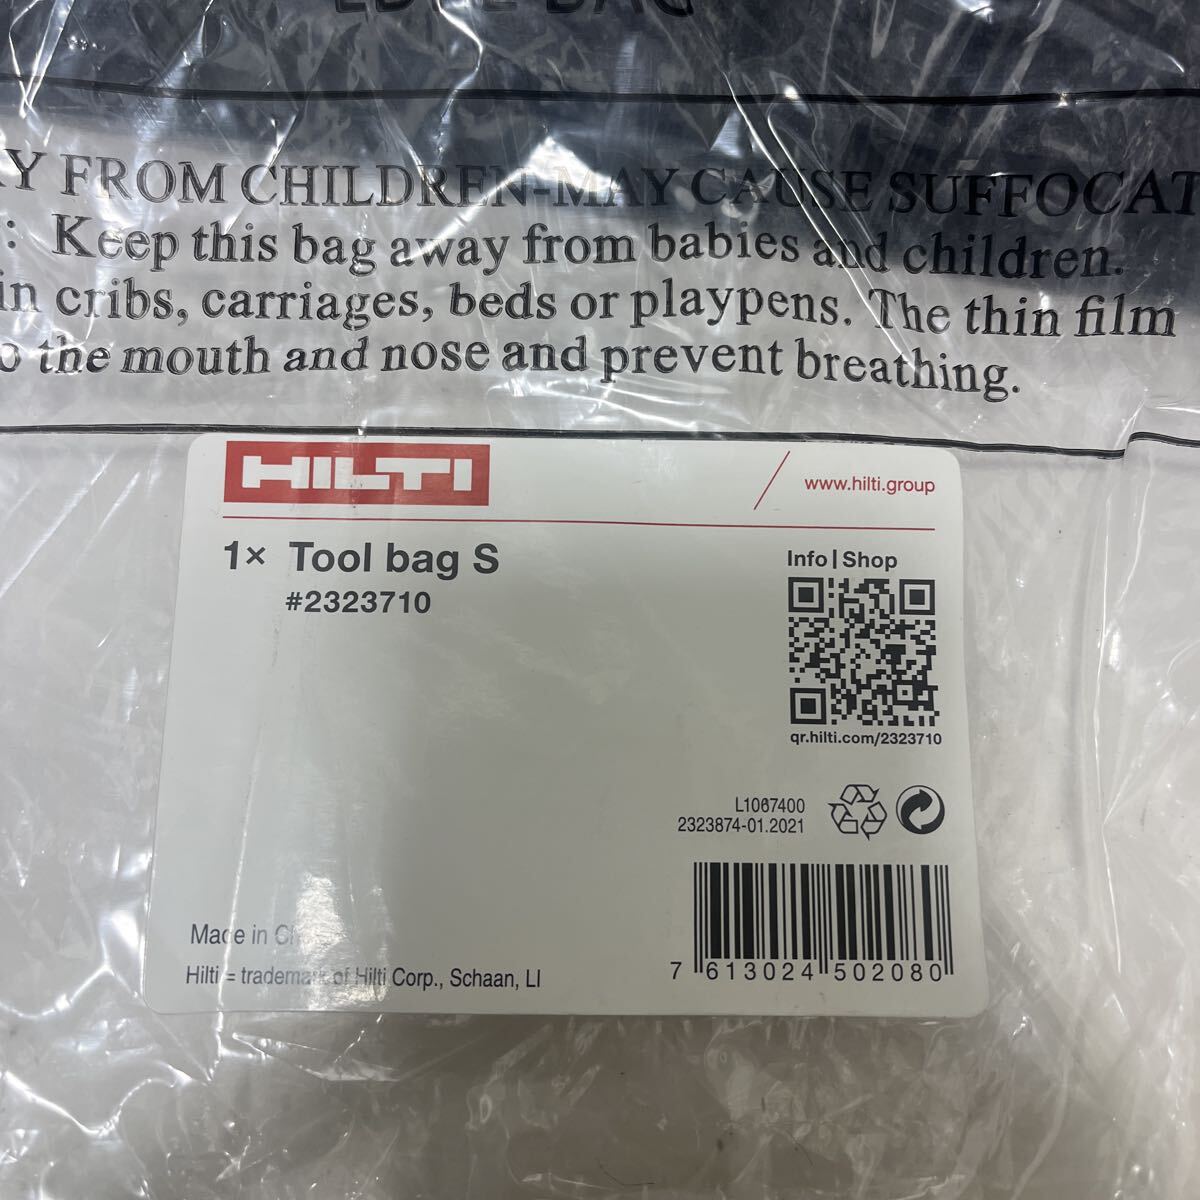 BAG
FROM CHILDREN-MAY CAUSE SUFFOCAT
: Keep this bag away from babies and children.
in cribs, carriages, beds or playpens. The thin film
o the mouth and nose and prevent breathing.
HILTI
www.hilti.group
1× Tool bag S
#2323710
Info | Shop
qr.hilti.com/2323710
L1067400
2323874-01.2021
Made in
Hilti = trademark of Hilti Corp., Schaan, LI
7 613024 502080